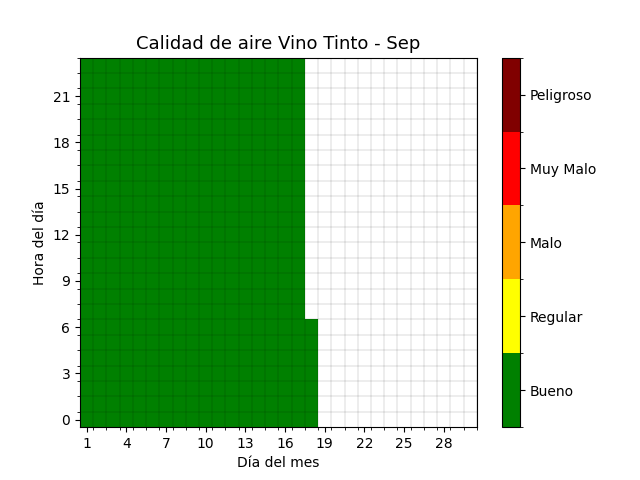 Calidad de aire Vino Tinto - Sep
Hora del día
21
18
15
12
9
6
3
0
1 4 7 10 13 16 19 22 25 28
Día del mes
Peligroso
Muy Malo
Malo
Regular
Bueno